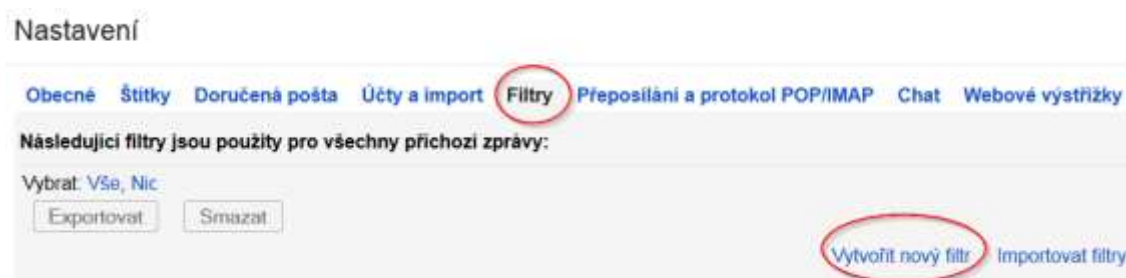 Nastavení
Obecné Štítky Doručená pošta Účty a import Filtry Přeposílání a protokol POP/IMAP Chat Webové výstřižky
Následující filtry jsou použity pro všechny příchozí zprávy:
Vybrat: Vše, Nic
Exportovat Smazat
Vytvořit nový filtr Importovat filtry